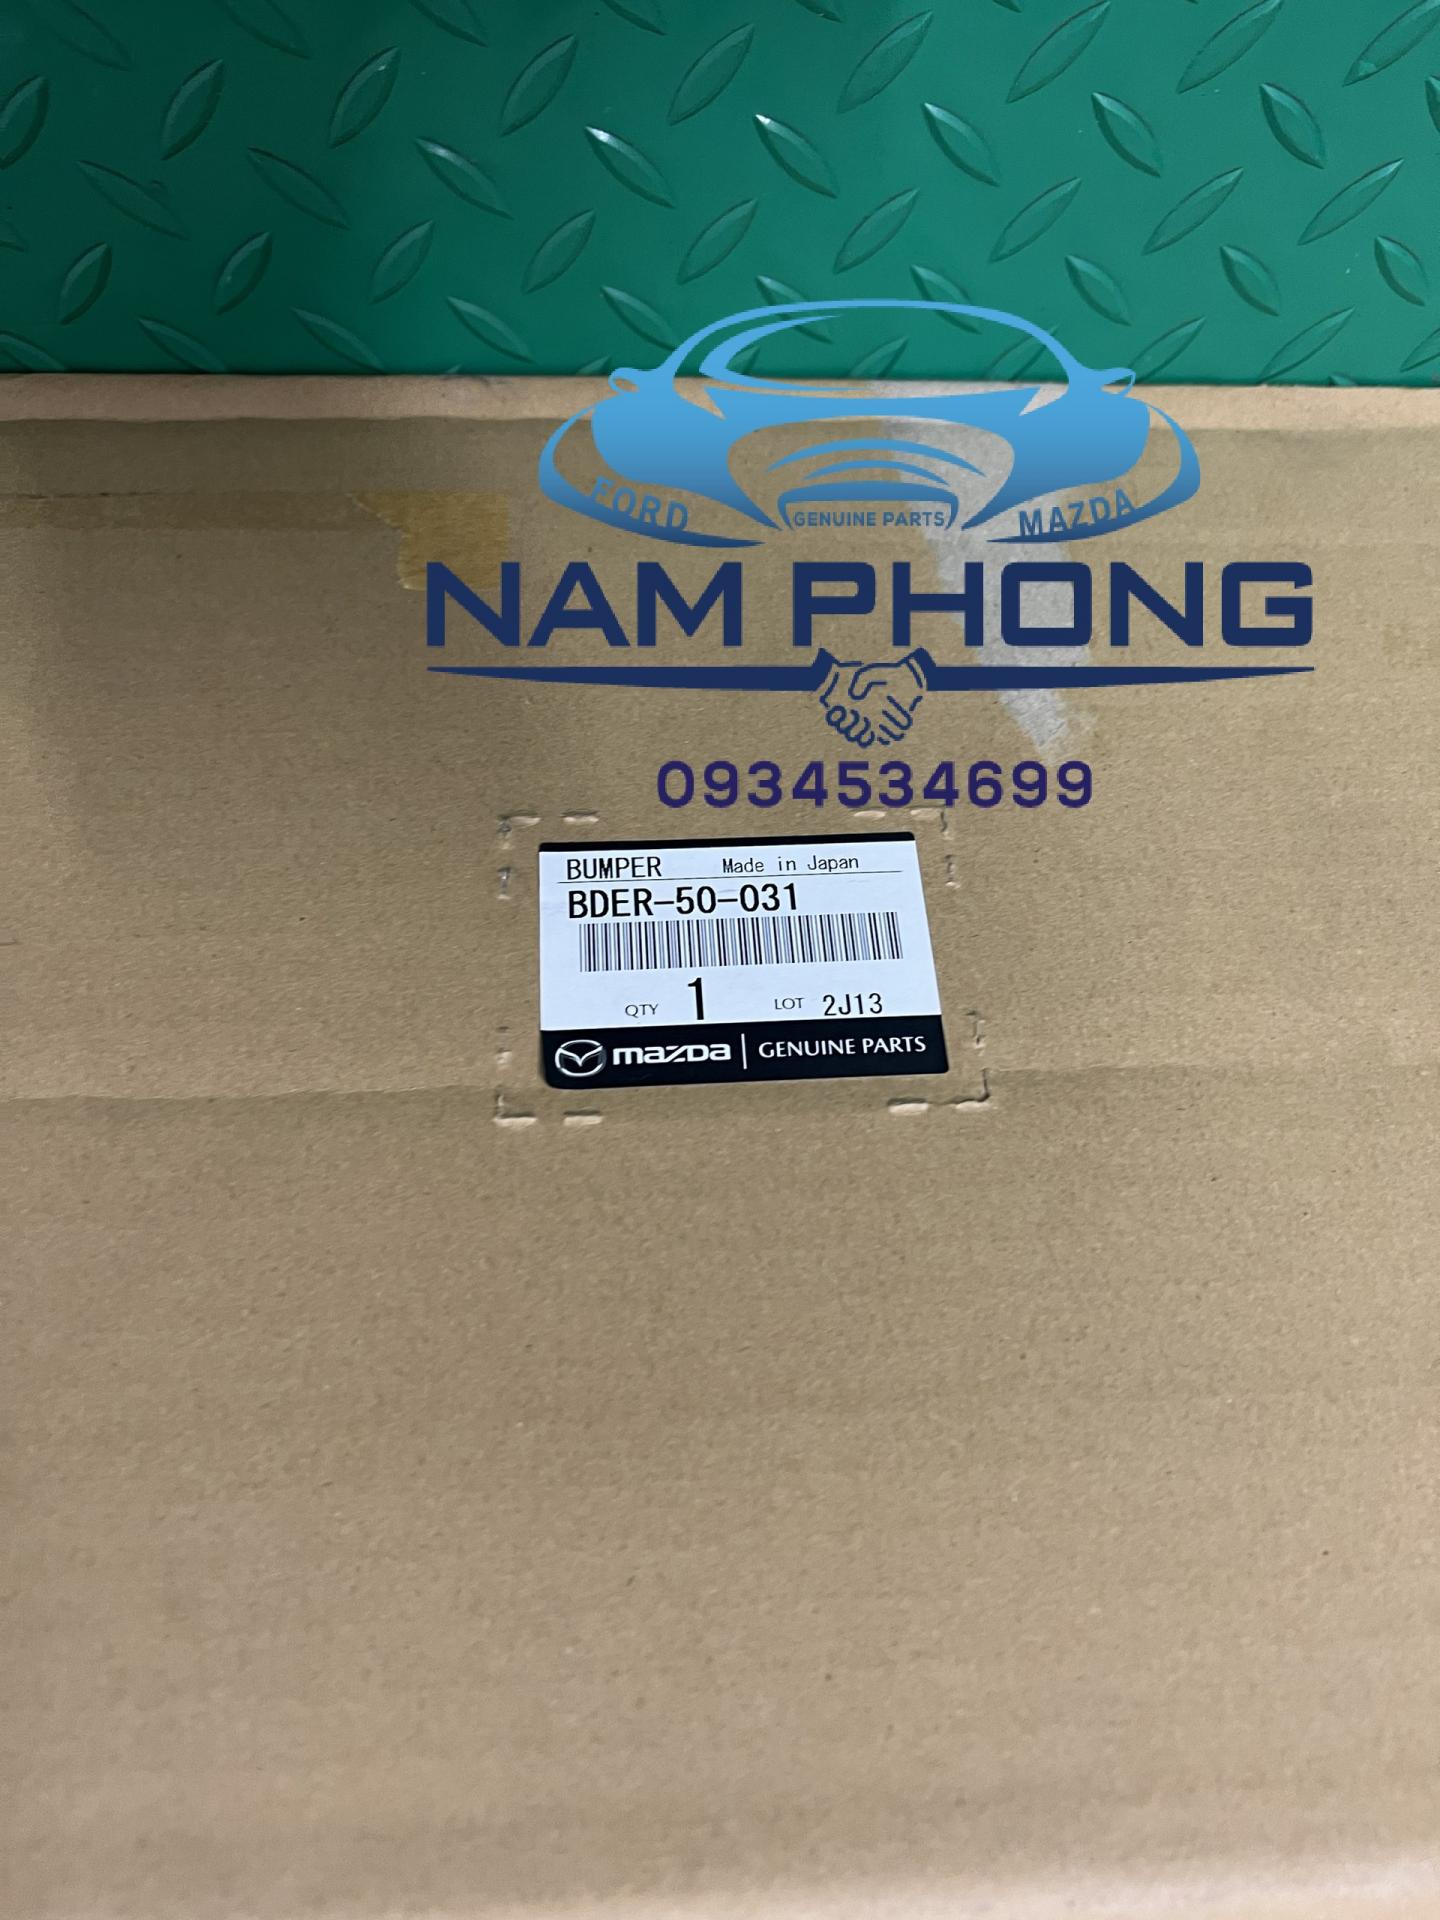 FORD
GENUINE PARTS
MAZDA
NAM PHONG
0934534699
BUMPER Made in Japan
BDER-50-031
QTY 1 LOT 2J13
mazda | GENUINE PARTS